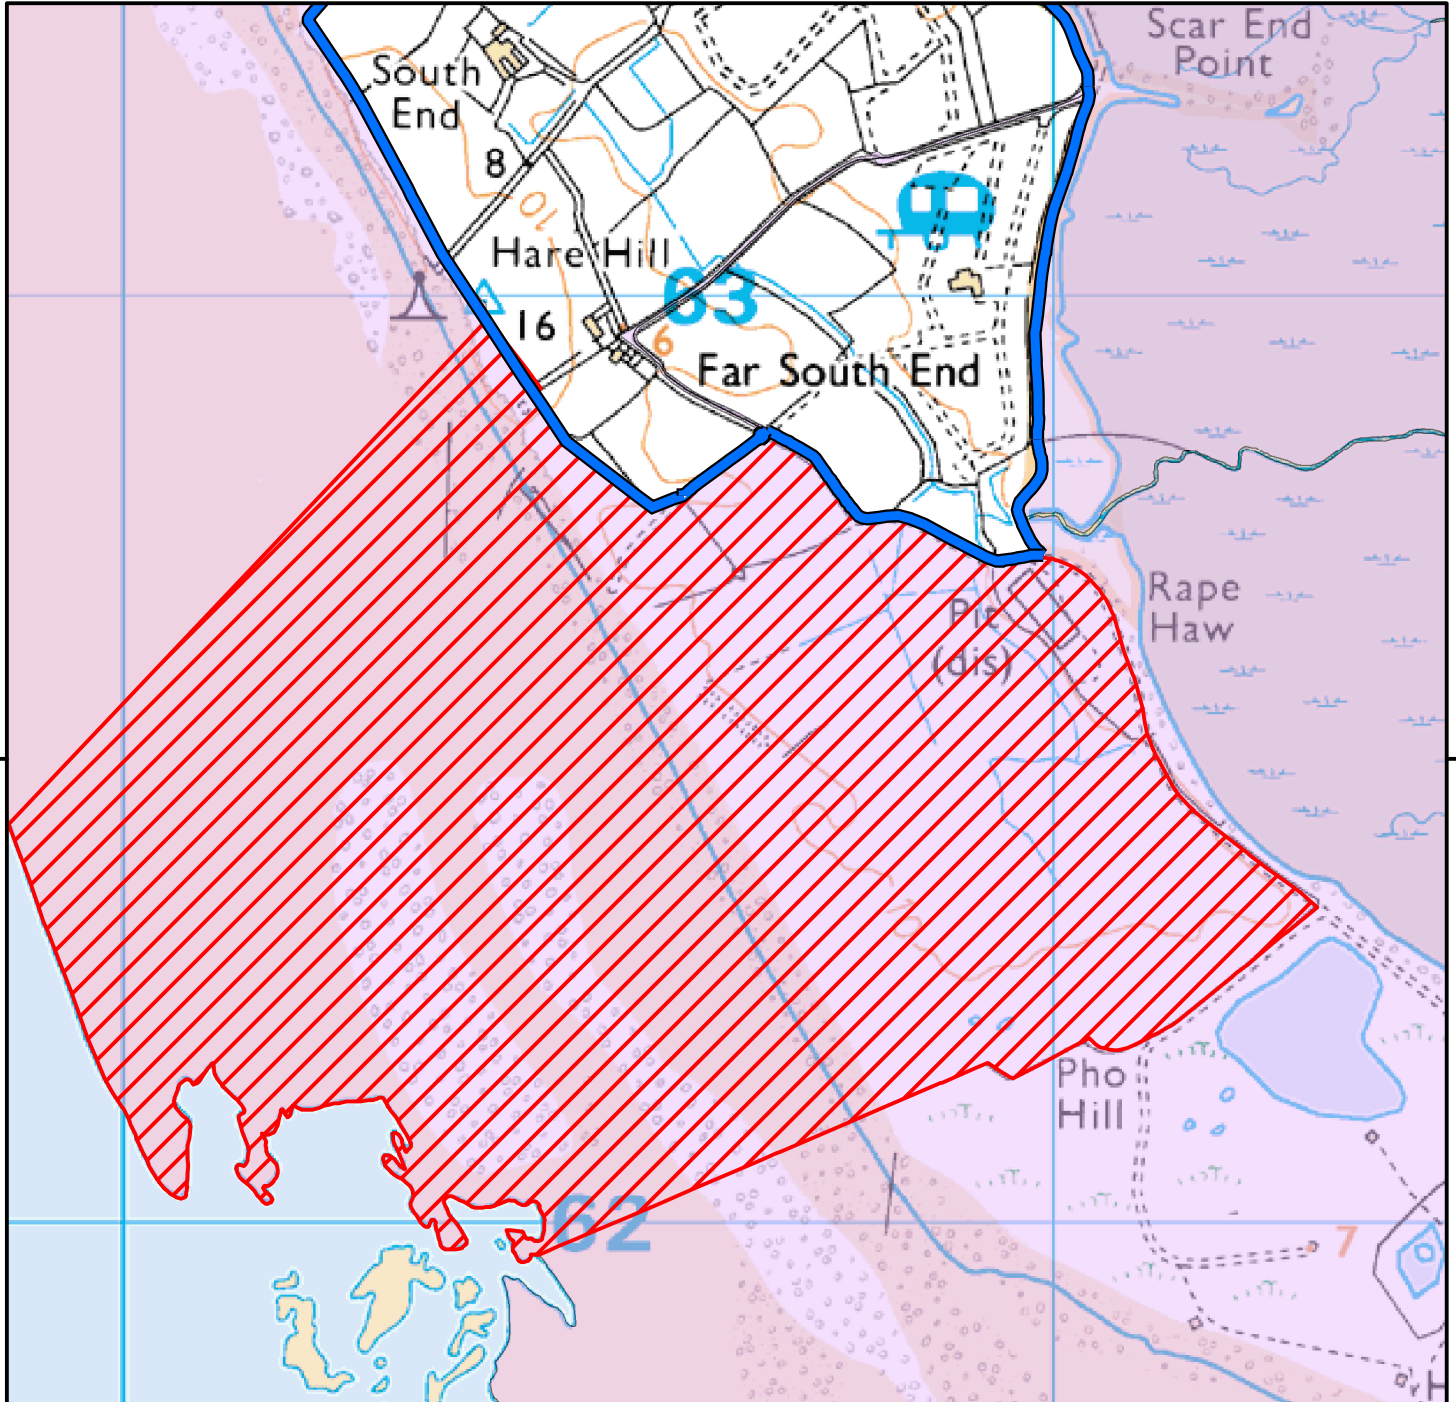 Scar End
Point
South
End
8
10
Hare Hill
63
16
6
Far South End
Rape
Haw
Pit
(dis)
Pho
Hill
62
7
H